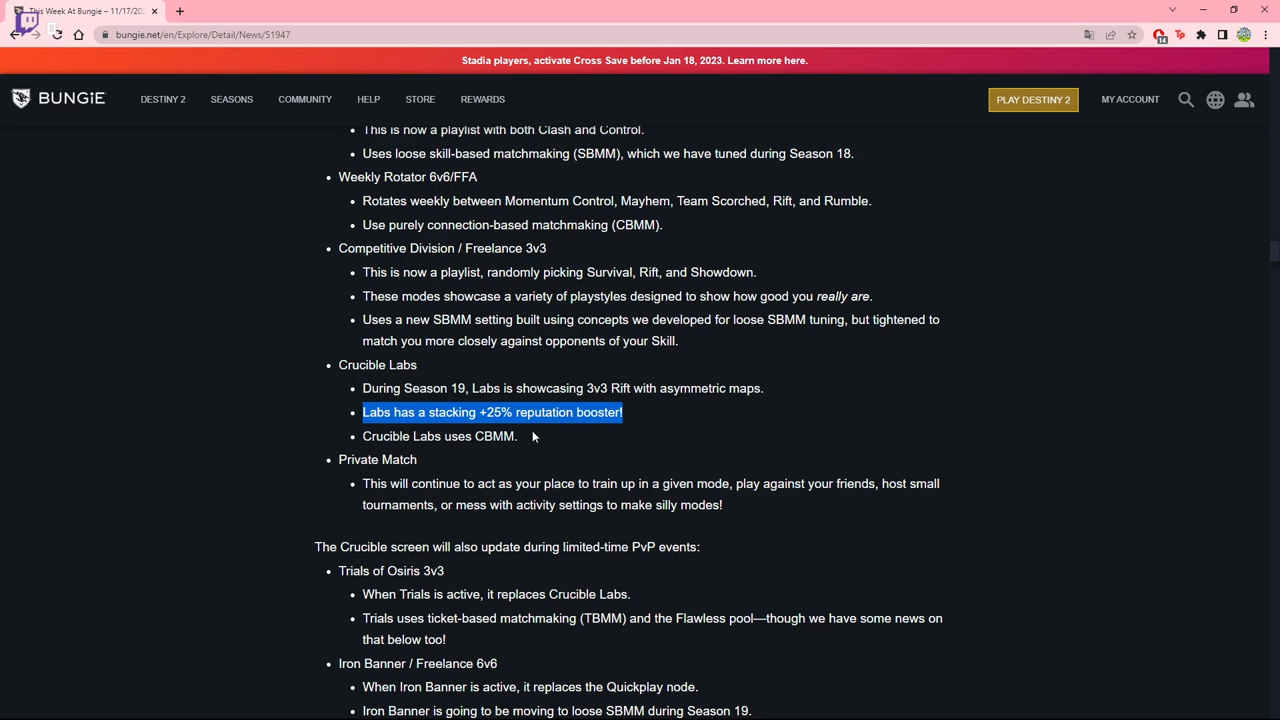 This Week At Bungie – 11/17/202
bungie.net/en/Explore/Detail/News/51947
14
Tp
Stadia players, activate Cross Save before Jan 18, 2023. Learn more here.
BUNGiE DESTINY 2 SEASONS COMMUNITY HELP STORE REWARDS PLAY DESTINY 2 MY ACCOUNT
This is now a playlist with both Clash and Control.
Uses loose skill-based matchmaking (SBMM), which we have tuned during Season 18.
Weekly Rotator 6v6/FFA
Rotates weekly between Momentum Control, Mayhem, Team Scorched, Rift, and Rumble.
Use purely connection-based matchmaking (CBMM).
Competitive Division / Freelance 3v3
This is now a playlist, randomly picking Survival, Rift, and Showdown.
These modes showcase a variety of playstyles designed to show how good you really are.
Uses a new SBMM setting built using concepts we developed for loose SBMM tuning, but tightened to
match you more closely against opponents of your Skill.
Crucible Labs
During Season 19, Labs is showcasing 3v3 Rift with asymmetric maps.
Labs has a stacking +25% reputation booster!
Crucible Labs uses CBMM.
Private Match
This will continue to act as your place to train up in a given mode, play against your friends, host small
tournaments, or mess with activity settings to make silly modes!
The Crucible screen will also update during limited-time PvP events:
Trials of Osiris 3v3
When Trials is active, it replaces Crucible Labs.
Trials uses ticket-based matchmaking (TBMM) and the Flawless pool—though we have some news on
that below too!
Iron Banner / Freelance 6v6
When Iron Banner is active, it replaces the Quickplay node.
Iron Banner is going to be moving to loose SBMM during Season 19.